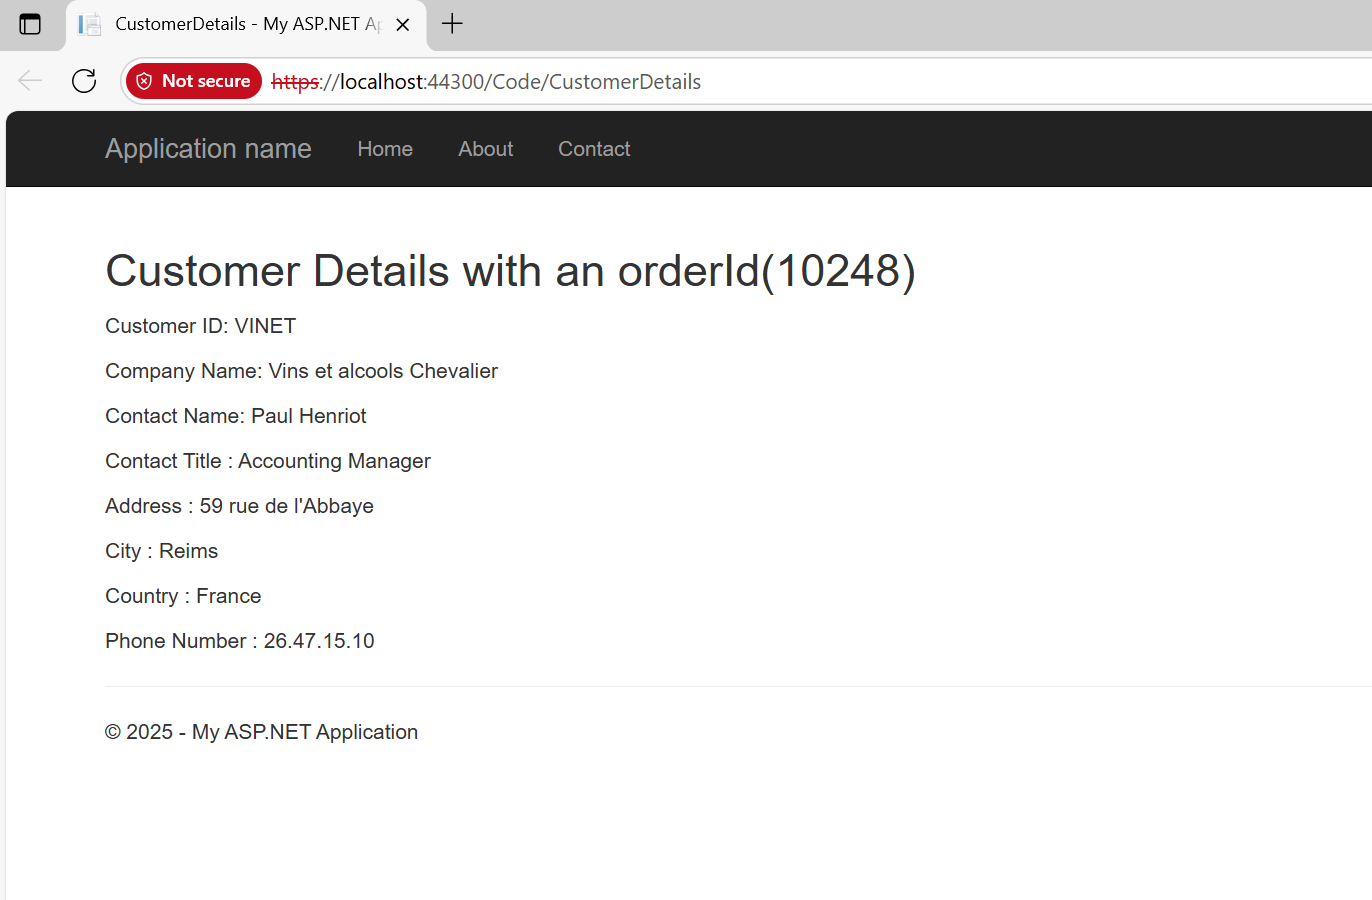 CustomerDetails - My ASP.NET Ap
Not secure https://localhost:44300/Code/CustomerDetails
Application name Home About Contact
Customer Details with an orderId(10248)
Customer ID: VINET
Company Name: Vins et alcools Chevalier
Contact Name: Paul Henriot
Contact Title : Accounting Manager
Address : 59 rue de l'Abbaye
City : Reims
Country : France
Phone Number : 26.47.15.10
© 2025 - My ASP.NET Application